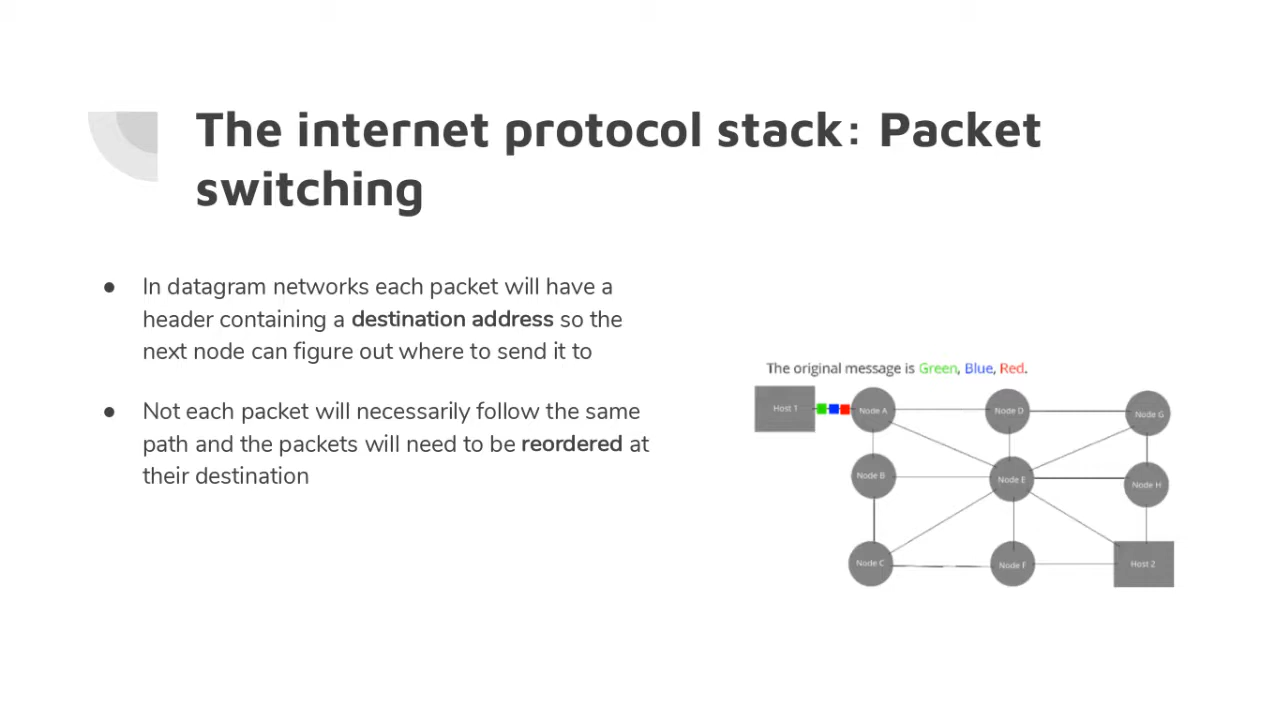 The internet protocol stack: Packet
switching
● In datagram networks each packet will have a
header containing a destination address so the
next node can figure out where to send it to
● Not each packet will necessarily follow the same
path and the packets will need to be reordered at
their destination
The original message is Green, Blue, Red.
Host 1
Node A
Node D
Node G
Node B
Node E
Node H
Node C
Node F
Host 2